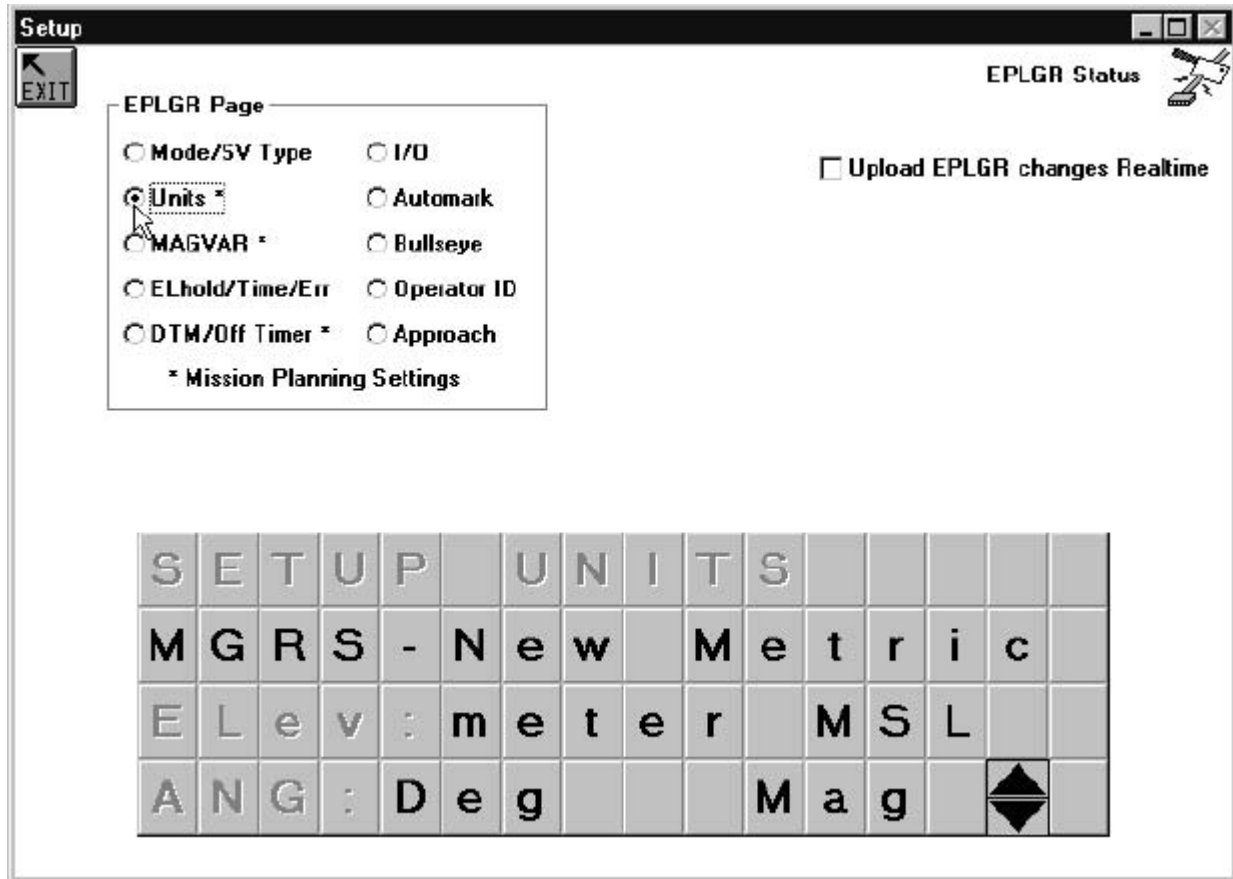 Setup
EXIT
EPLGR Status
EPLGR Page
Mode/SV Type
I/O
Upload EPLGR changes Realtime
Units *
Automark
MAGVAR *
Bullseye
ELhold/Time/Err
Operator ID
DTM/Off Timer *
Approach
* Mission Planning Settings
SETUP UNITS
MGRS-New Metric
ELev:meter MSL
ANG:Deg Mag